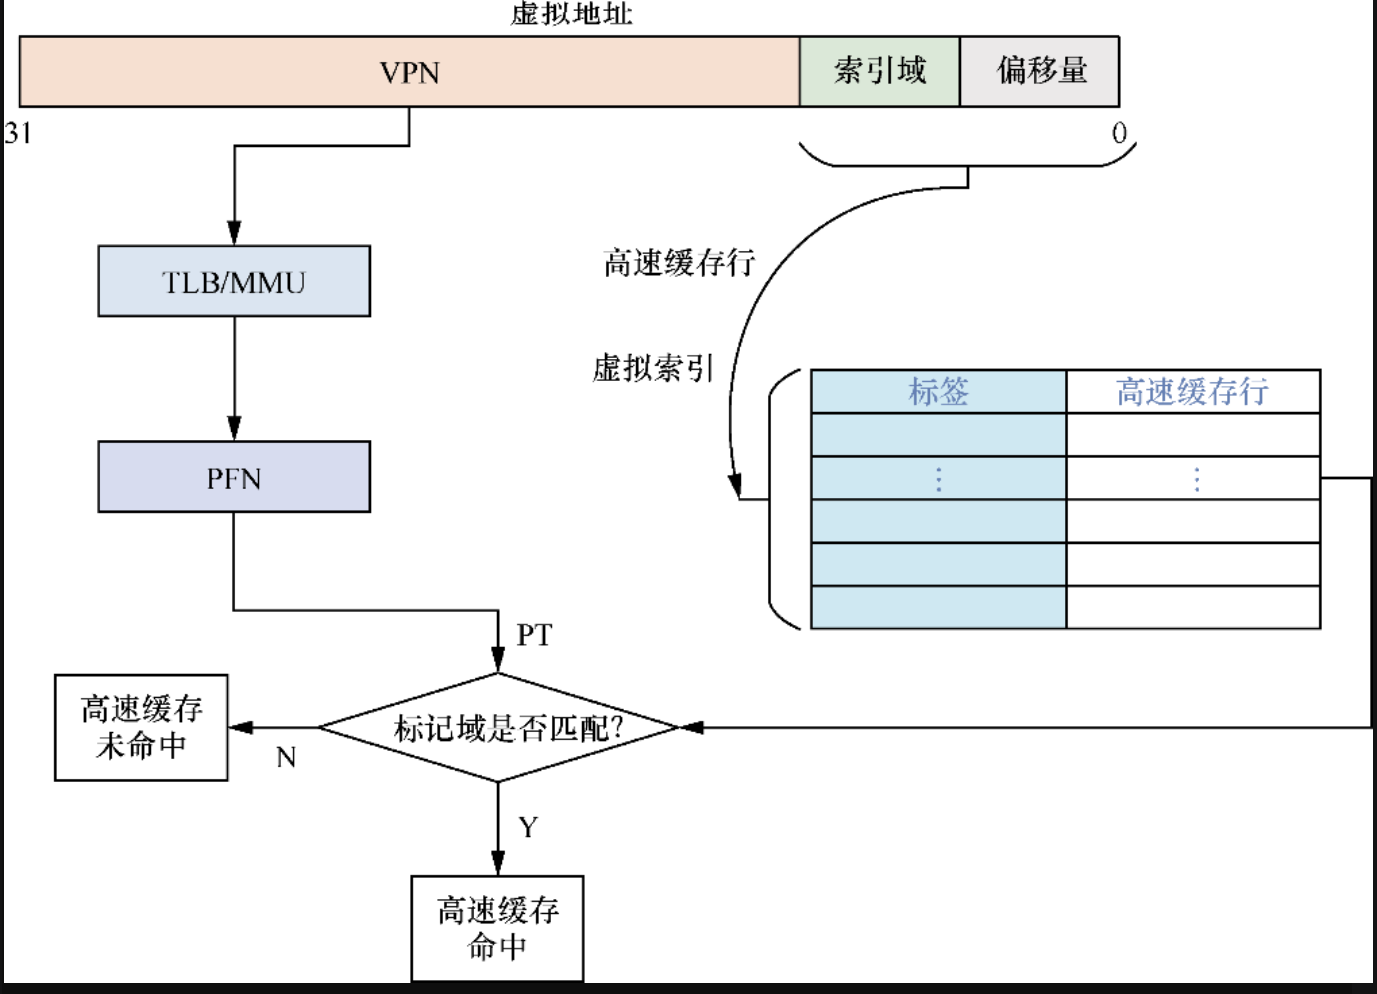 虚拟地址
VPN
索引域
偏移量
31
0
TLB/MMU
高速缓存行
虚拟索引
标签
高速缓存行
⋮
⋮
PFN
PT
高速缓存
未命中
标记域是否匹配?
N
Y
高速缓存
命中